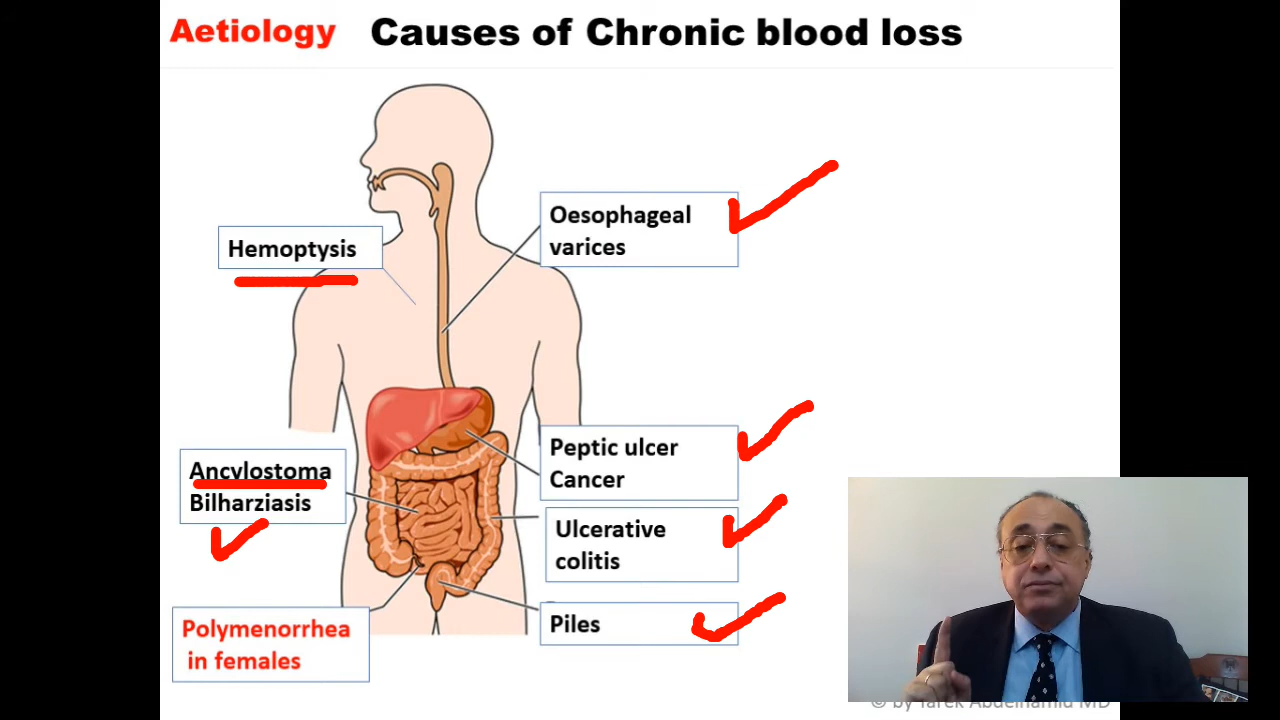 Aetiology Causes of Chronic blood loss
Oesophageal
varices
Hemoptysis
Peptic ulcer
Cancer
Ancylostoma
Bilharziasis
Ulcerative
colitis
Piles
Polymenorrhea
in females
© by Tarek Abdelhamid MD